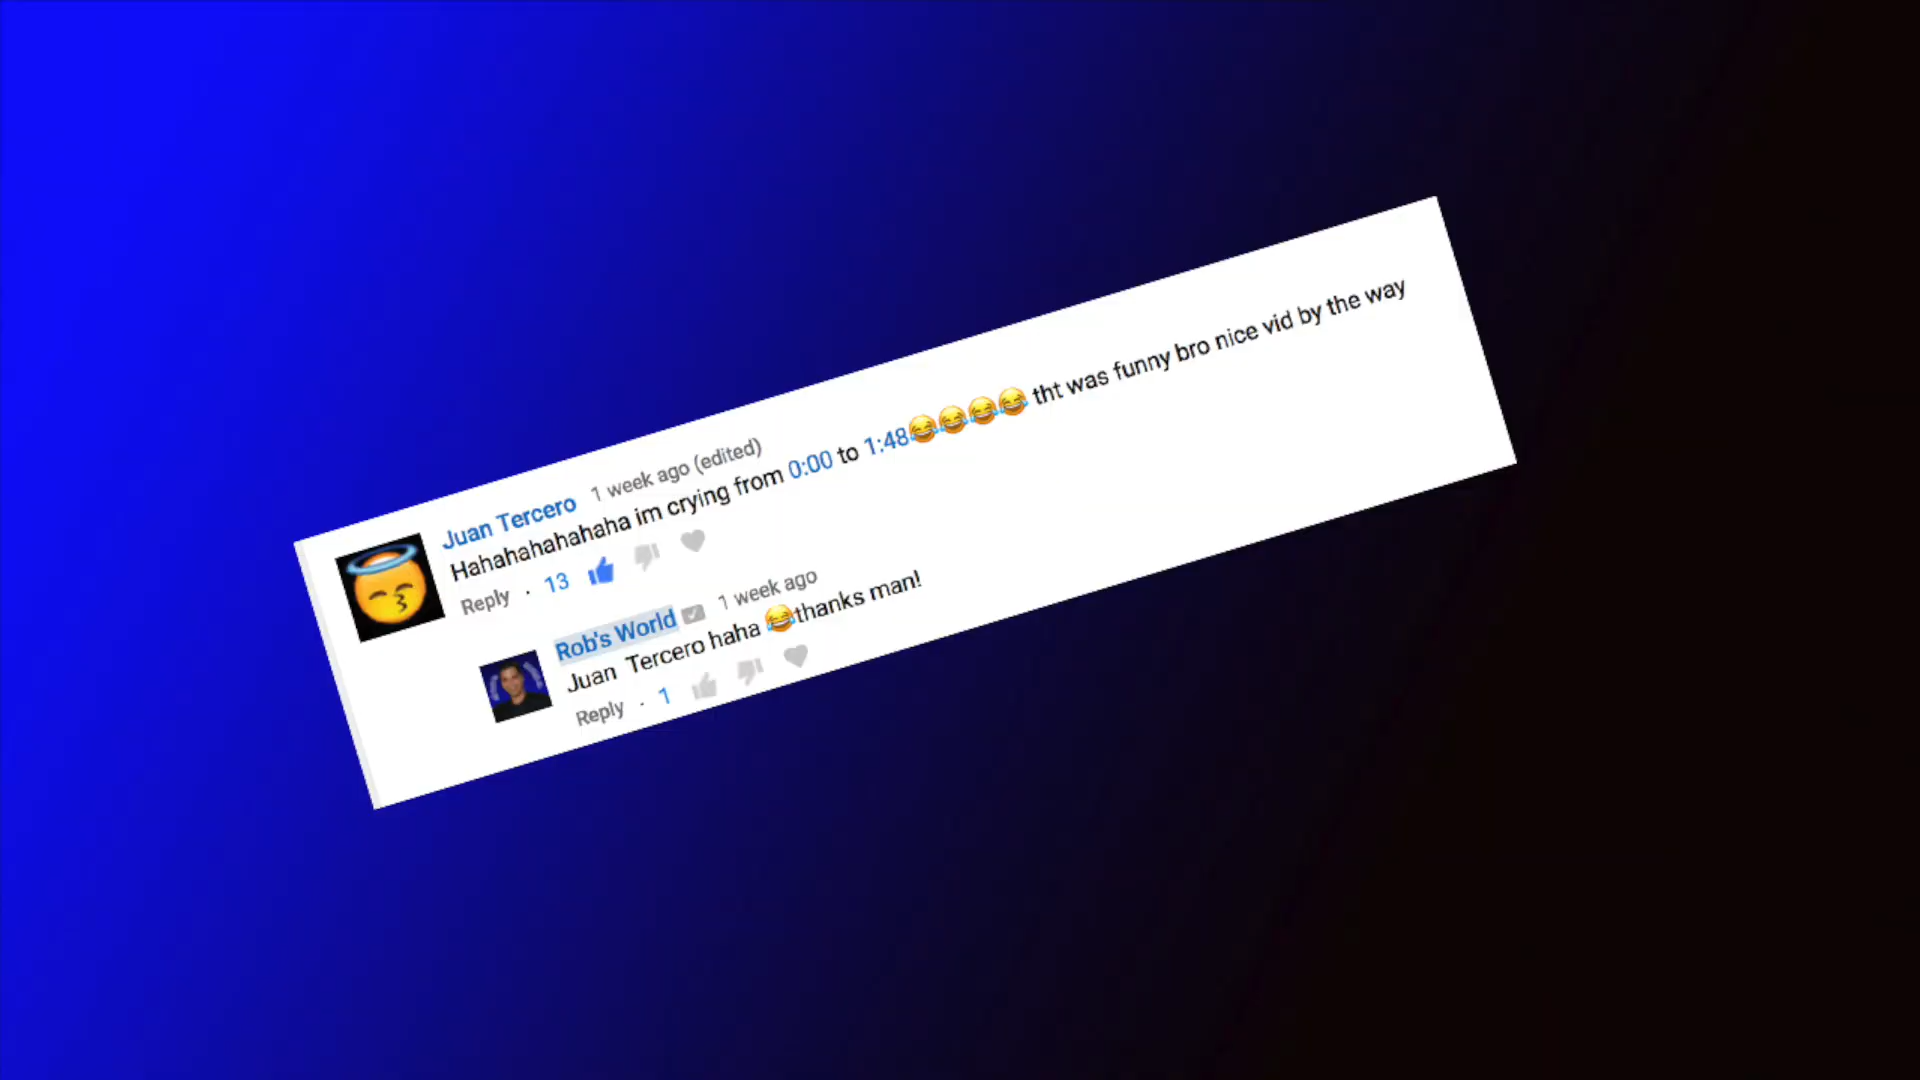 Juan Tercero 1 week ago (edited)
Hahahahahahaha im crying from 0:00 to 1:48😂😂😂😂 tht was funny bro nice vid by the way
Reply · 13
Rob's World 1 week ago
Juan Tercero haha 😂thanks man!
Reply · 1